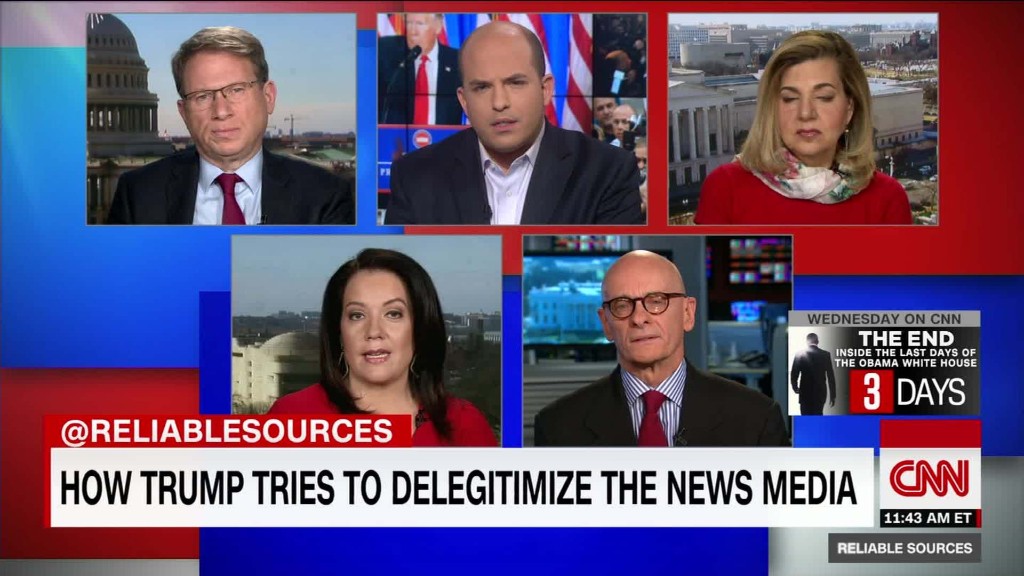 WEDNESDAY ON CNN
THE END
INSIDE THE LAST DAYS OF
THE OBAMA WHITE HOUSE
3 DAYS
@RELIABLESOURCES
HOW TRUMP TRIES TO DELEGITIMIZE THE NEWS MEDIA
CNN
11:43 AM ET
RELIABLE SOURCES